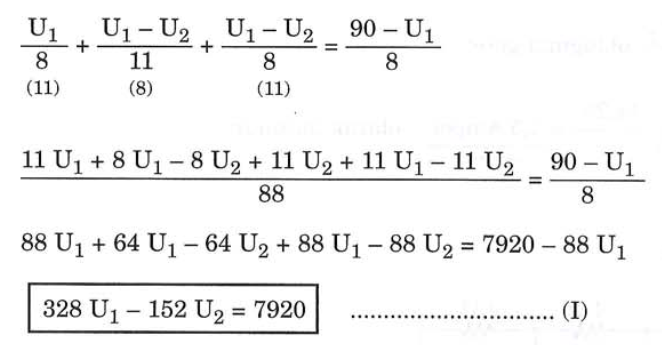 U₁/8 + (U₁ – U₂)/11 + (U₁ – U₂)/8 = (90 – U₁)/8
(11) (8) (11)
(11 U₁ + 8 U₁ – 8 U₂ + 11 U₂ + 11 U₁ – 11 U₂)/88 = (90 – U₁)/8
88 U₁ + 64 U₁ – 64 U₂ + 88 U₁ – 88 U₂ = 7920 – 88 U₁
328 U₁ – 152 U₂ = 7920 ............................... (I)